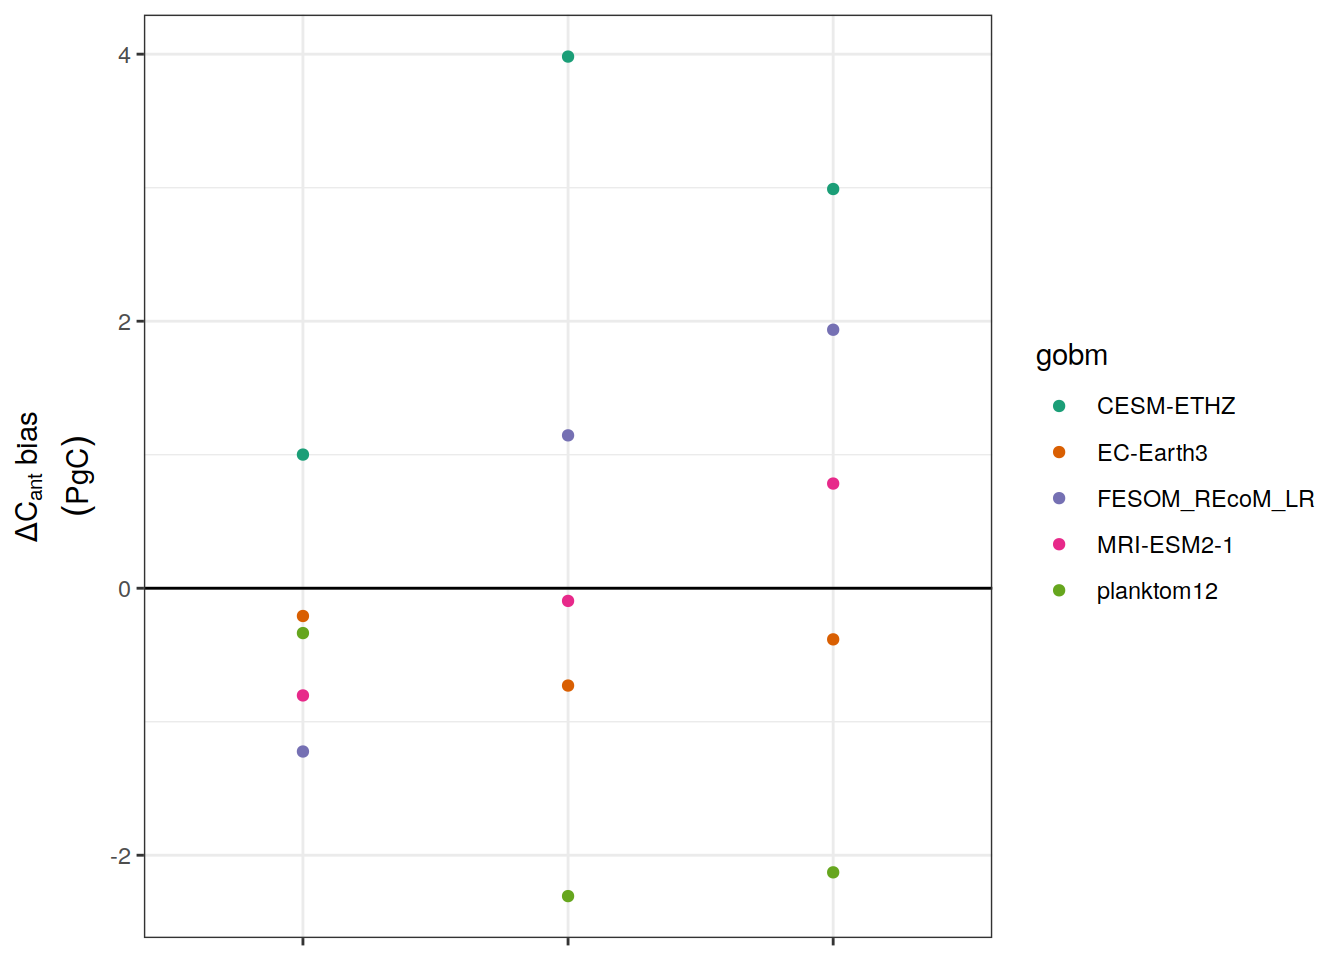 4
2
0
-2
ΔCant bias
(PgC)
gobm
CESM-ETHZ
EC-Earth3
FESOM_REcoM_LR
MRI-ESM2-1
planktom12